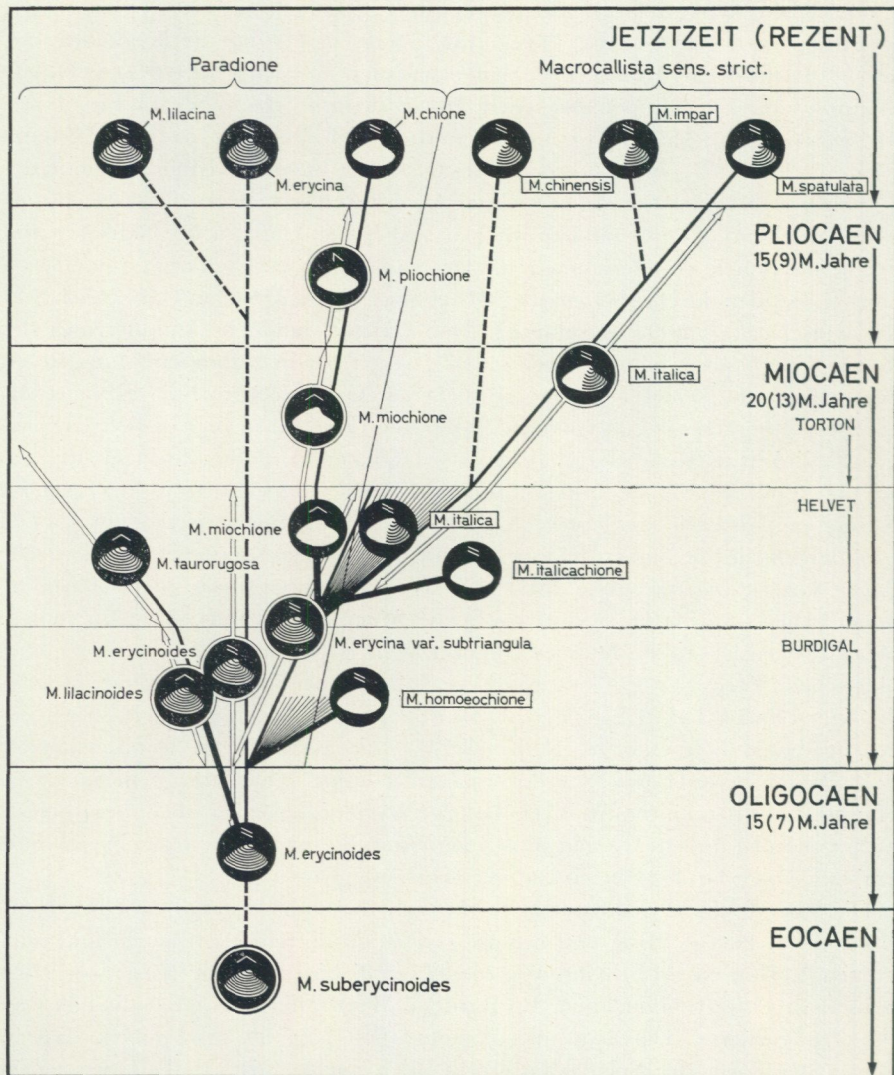 JETZTZEIT (REZENT)
Paradione
Macrocallista sens. strict.
M. lilacina
M. chione
M. impar
M. erycina
M. chinensis
M. spatulata
PLIOCAEN
15(9)M.Jahre
M. pliochione
MIOCAEN
20(13)M.Jahre
TORTON
M. italica
M. miochione
HELVET
M. miochione
M. italica
M. taurorugosa
M. italicachione
M. erycina var. subtriangula
BURDIGAL
M. erycinoides
M. lilacinoides
M. homoeochione
OLIGOCAEN
15(7)M.Jahre
M. erycinoides
EOCAEN
M. suberycinoides